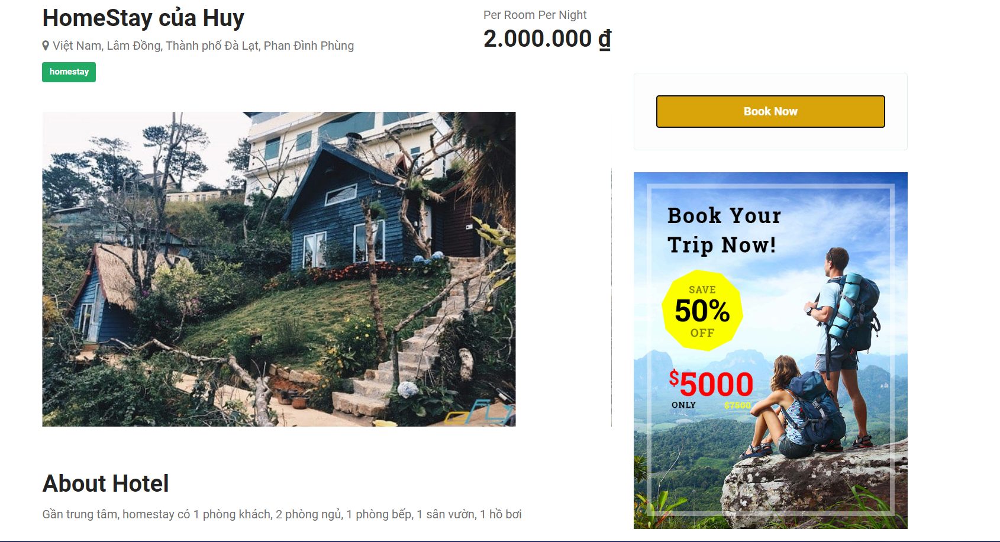 HomeStay của Huy
Việt Nam, Lâm Đồng, Thành phố Đà Lạt, Phan Đình Phùng
homestay
Per Room Per Night
2.000.000 ₫
Book Now
Book Your
Trip Now!
SAVE
50%
OFF
$5000
ONLY $7500
About Hotel
Gần trung tâm, homestay có 1 phòng khách, 2 phòng ngủ, 1 phòng bếp, 1 sân vườn, 1 hồ bơi